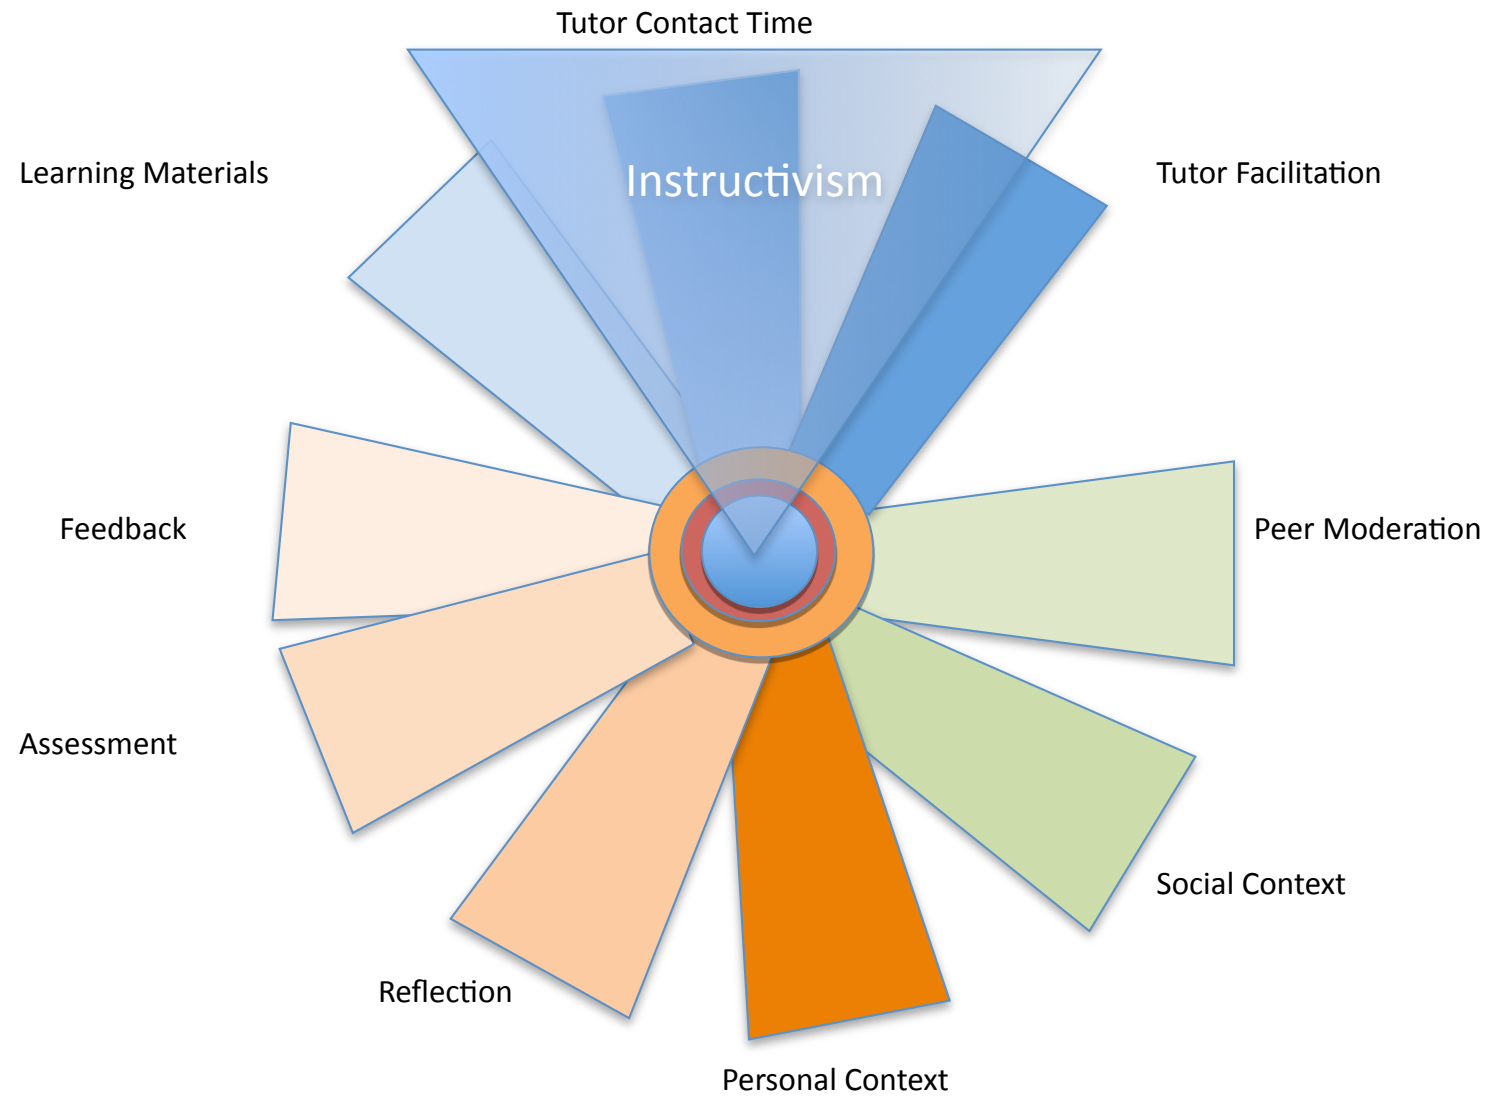 Tutor Contact Time
Learning Materials
Instructivism
Tutor Facilitation
Feedback
Peer Moderation
Assessment
Social Context
Reflection
Personal Context